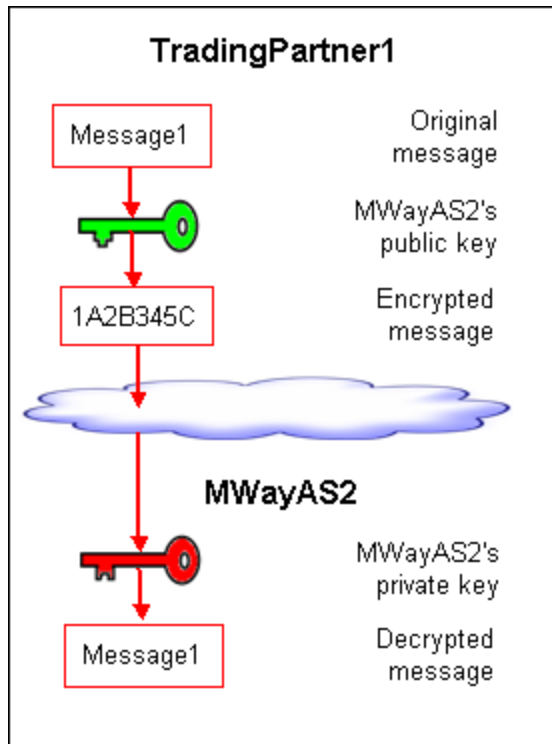 TradingPartner1
Message1
Original
message
MWayAS2's
public key
1A2B345C
Encrypted
message
MWayAS2
MWayAS2's
private key
Message1
Decrypted
message